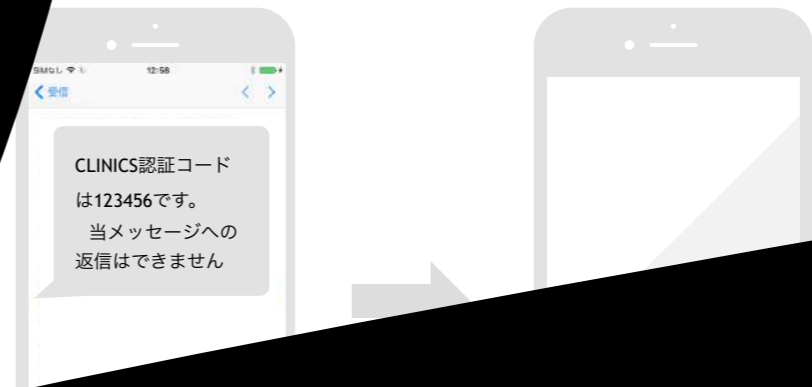 SIMなし 12:58
受信
CLINICS認証コード
は123456です。
当メッセージへの
返信はできません